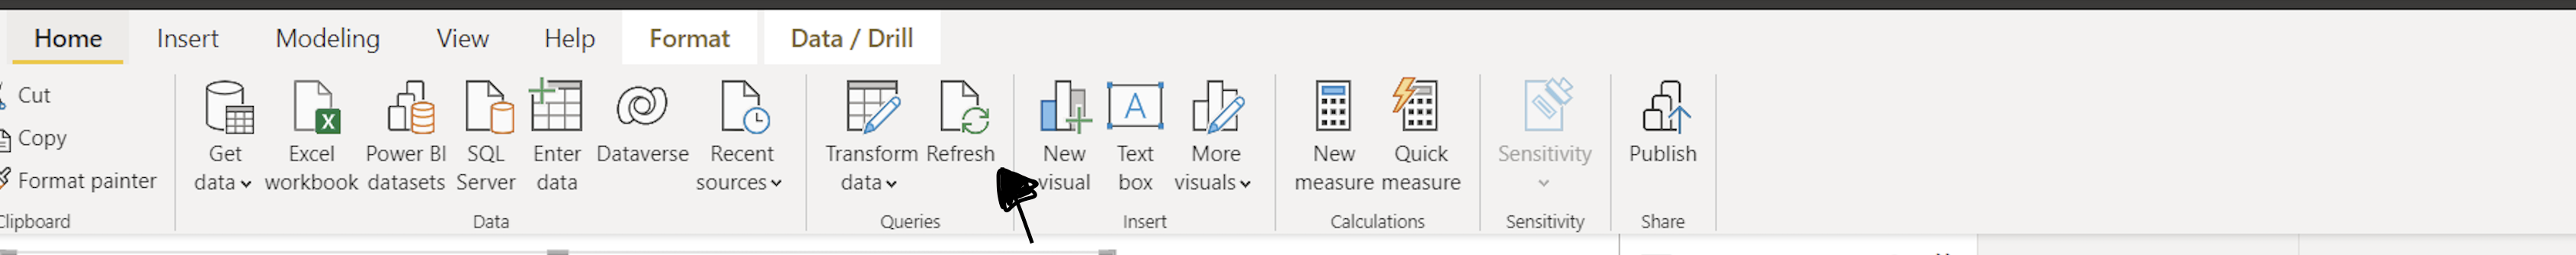 Home Insert Modeling View Help Format Data / Drill
Cut
Copy
Format painter
Clipboard
Get data
Excel workbook
Power BI datasets
SQL Server
Enter data
Dataverse
Recent sources
Data
Transform data
Refresh
Queries
New visual
Text box
More visuals
Insert
New measure
Quick measure
Calculations
Sensitivity
Sensitivity
Publish
Share